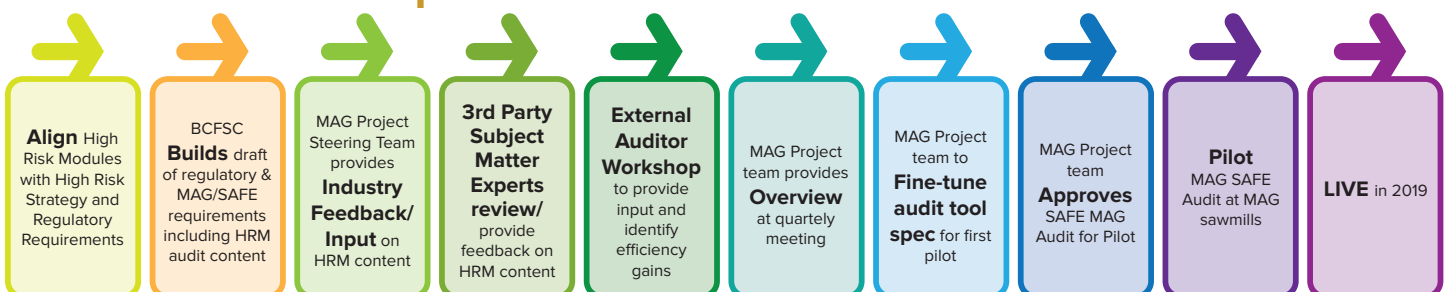 Align High
Risk Modules
with High Risk
Strategy and
Regulatory
Requirements
BCFSC
Builds draft
of regulatory &
MAG/SAFE
requirements
including HRM
audit content
MAG Project
Steering Team
provides
Industry
Feedback/
Input on
HRM content
3rd Party
Subject
Matter
Experts
review/
provide
feedback on
HRM content
External
Auditor
Workshop
to provide
input and
identify
efficiency
gains
MAG Project
team provides
Overview
at quartely
meeting
MAG Project
team to
Fine-tune
audit tool
spec for first
pilot
MAG Project
team
Approves
SAFE MAG
Audit for Pilot
Pilot
MAG SAFE
Audit at MAG
sawmills
LIVE in 2019